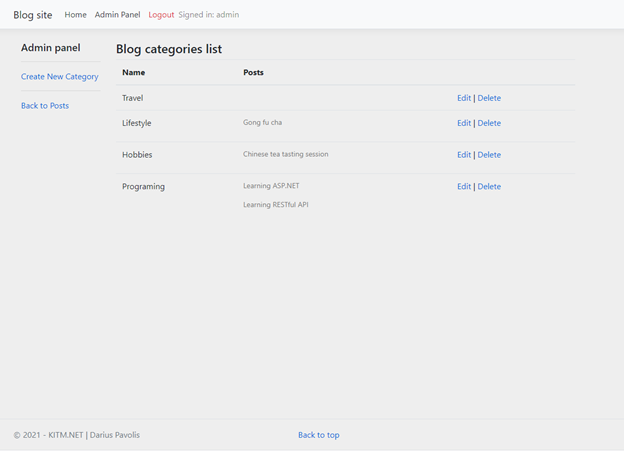 Blog site Home Admin Panel Logout Signed in: admin
Admin panel
Create New Category
Back to Posts
Blog categories list
Name Posts
Travel Edit | Delete
Lifestyle Gong fu cha Edit | Delete
Hobbies Chinese tea tasting session Edit | Delete
Programing Learning ASP.NET Edit | Delete
Learning RESTful API
© 2021 - KITM.NET | Darius Pavolis Back to top